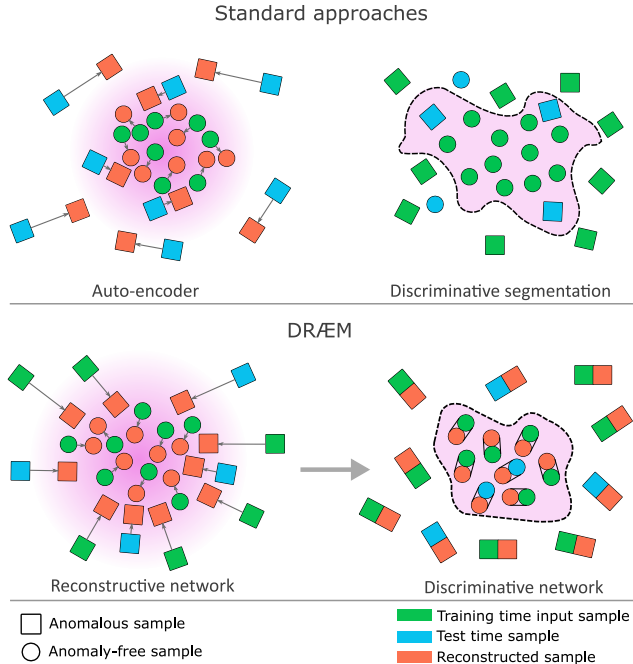 Standard approaches
Auto-encoder
Discriminative segmentation
DRÆM
Reconstructive network
Discriminative network
Anomalous sample
Anomaly-free sample
Training time input sample
Test time sample
Reconstructed sample